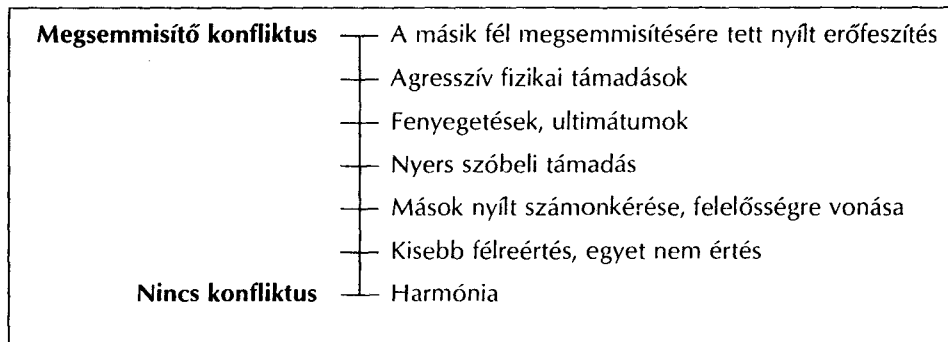 Megsemmisítő konfliktus A másik fél megsemmisítésére tett nyílt erőfeszítés
Agresszív fizikai támadások
Fenyegetések, ultimátumok
Nyers szóbeli támadás
Mások nyílt számonkérése, felelősségre vonása
Kisebb félreértés, egyet nem értés
Nincs konfliktus Harmónia